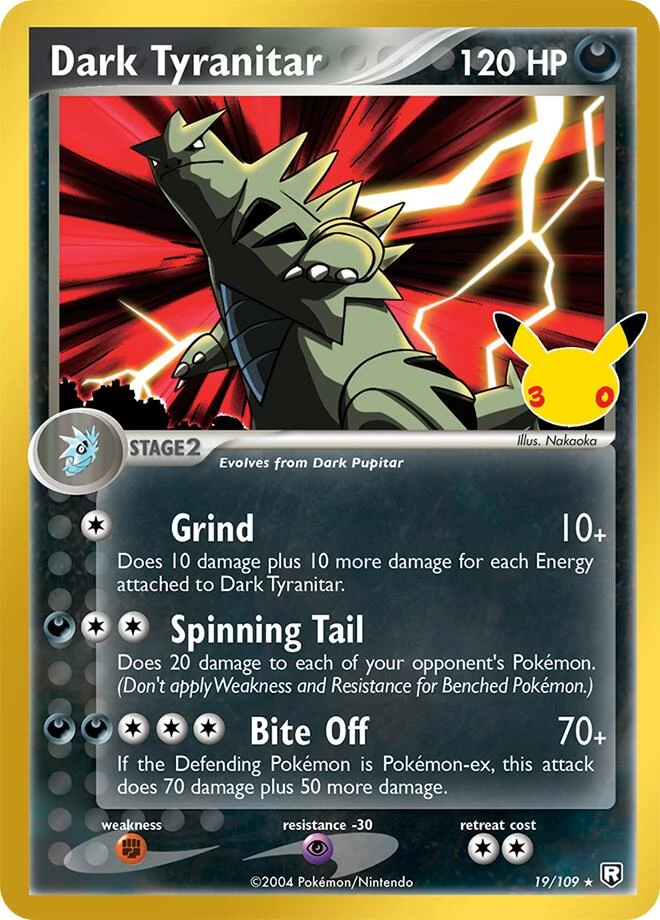 Dark Tyranitar 120 HP
30
Illus. Nakaoka
STAGE2
Evolves from Dark Pupitar
Grind 10+
Does 10 damage plus 10 more damage for each Energy
attached to Dark Tyranitar.
Spinning Tail
Does 20 damage to each of your opponent's Pokémon.
(Don't apply Weakness and Resistance for Benched Pokémon.)
Bite Off 70+
If the Defending Pokémon is Pokémon-ex, this attack
does 70 damage plus 50 more damage.
weakness resistance -30 retreat cost
©2004 Pokémon/Nintendo 19/109 ★ R